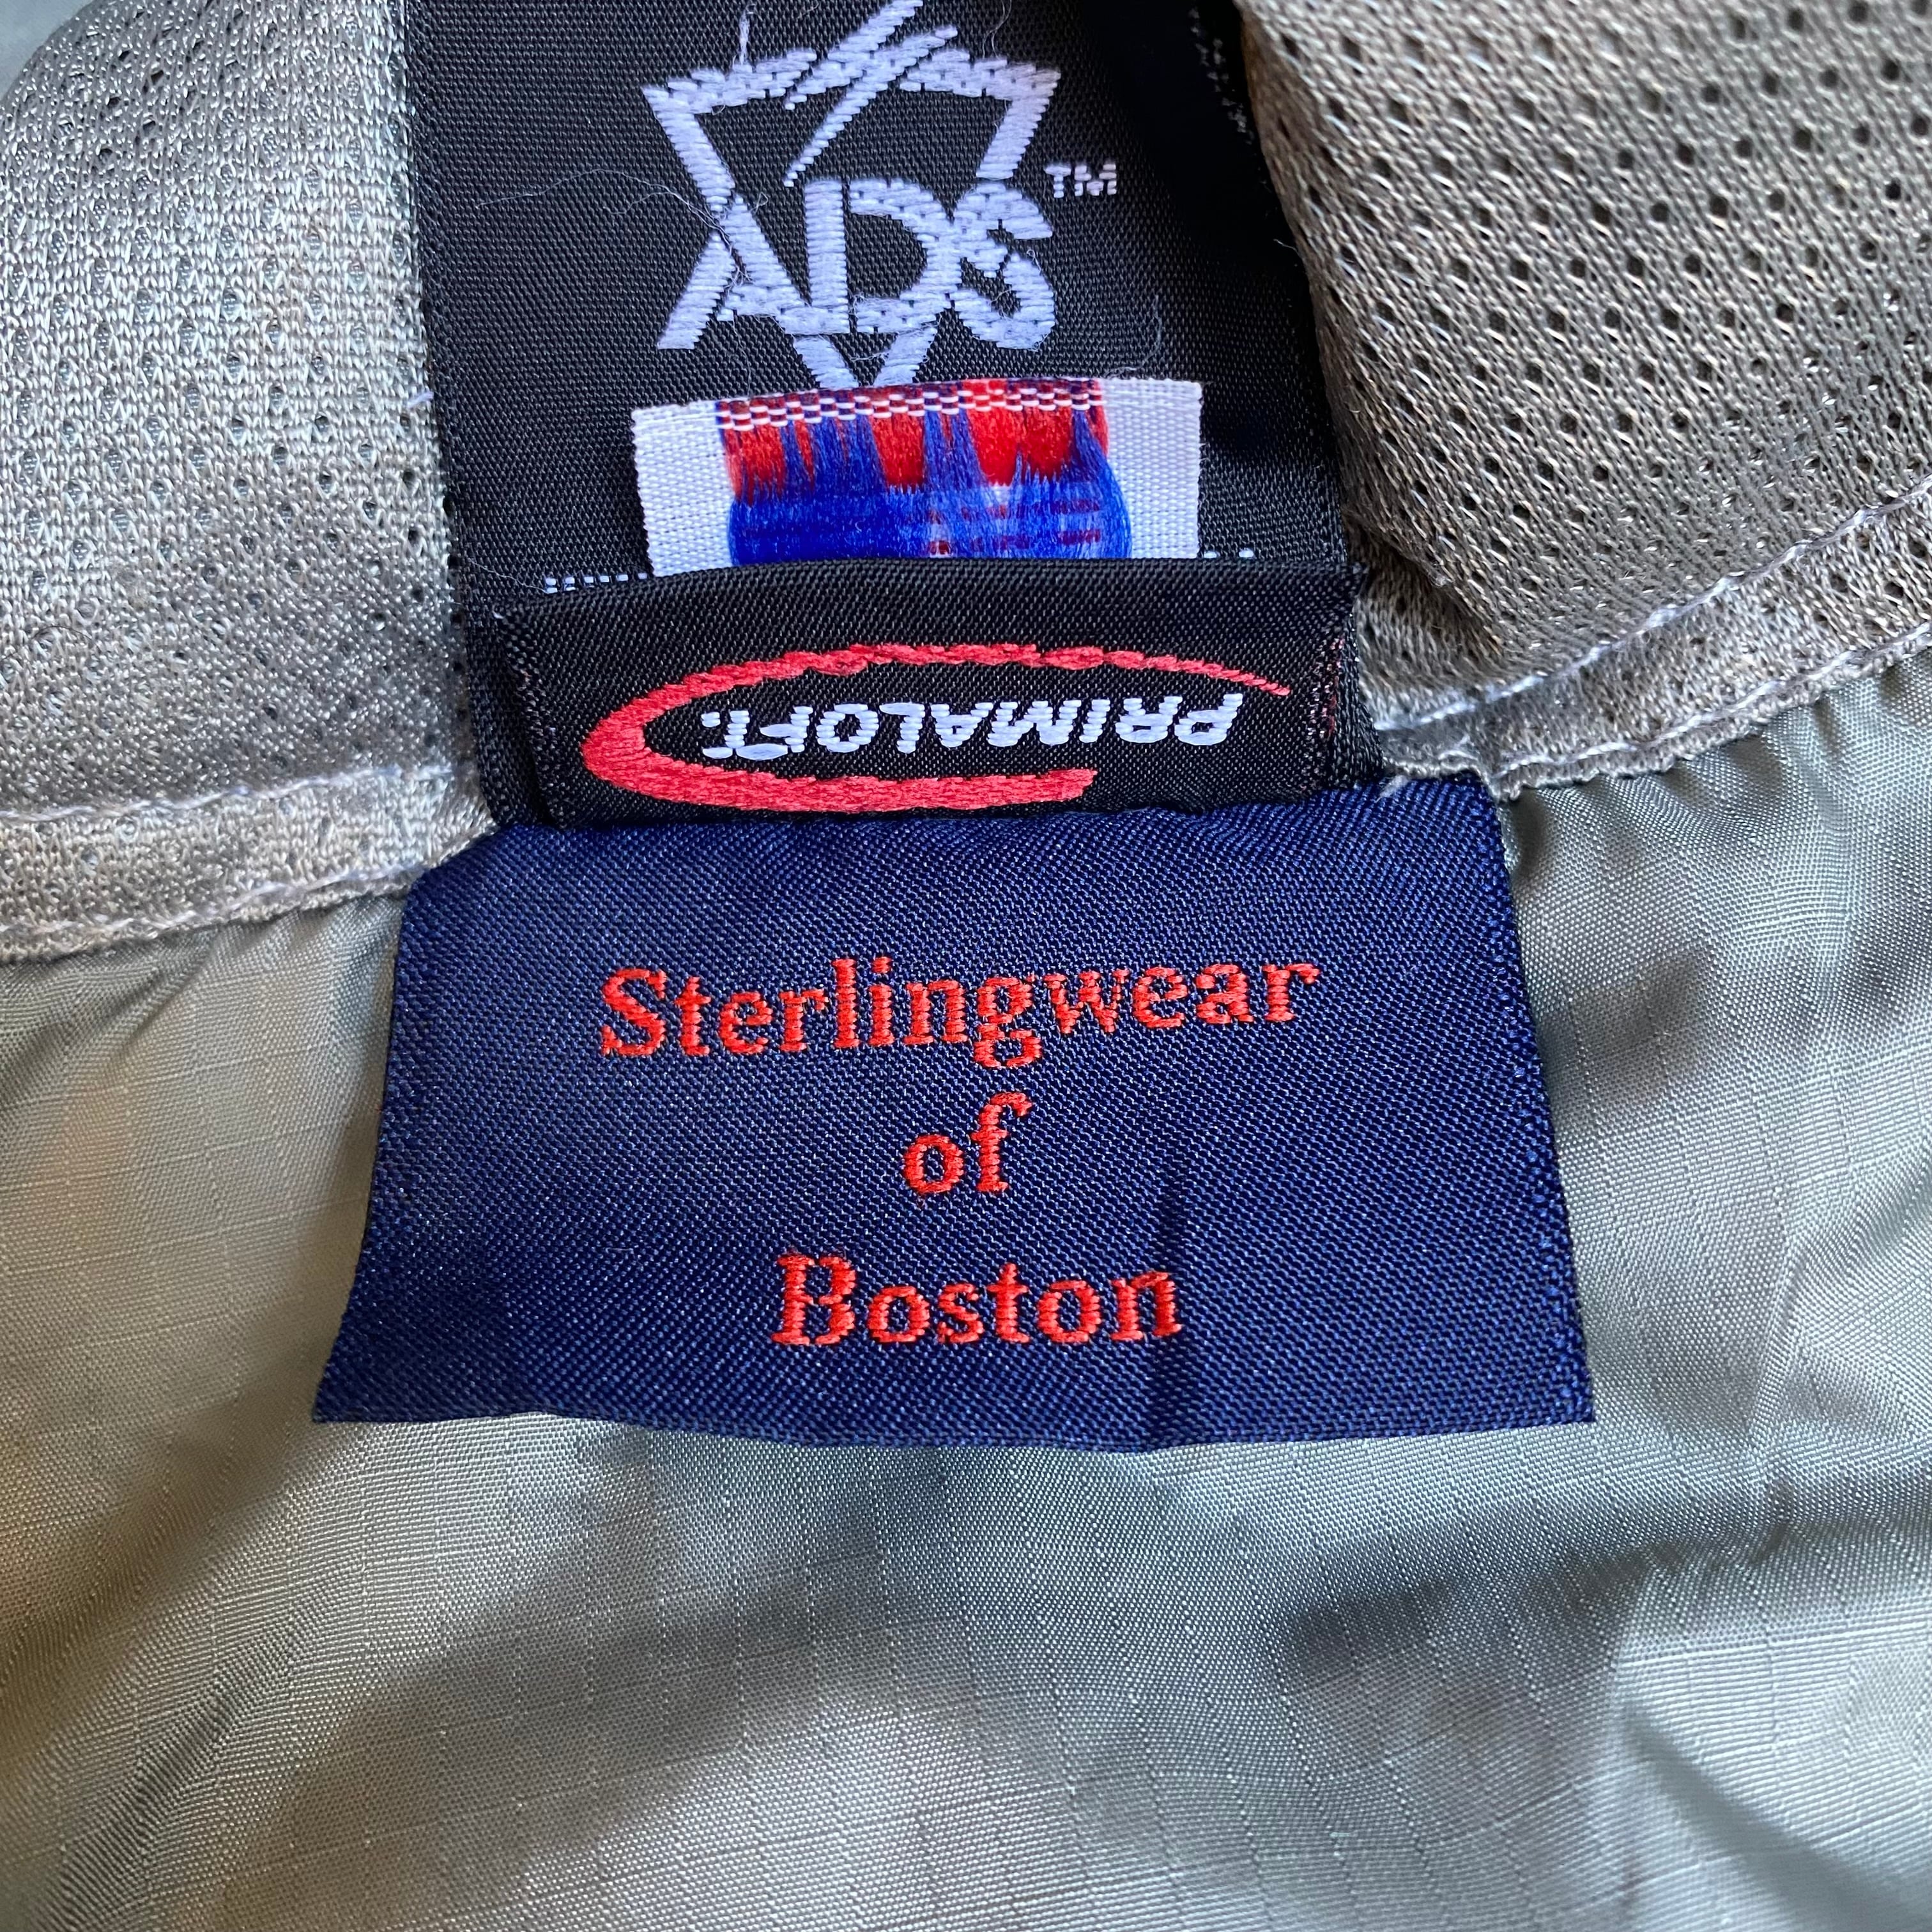 ADS™
PRIMALOFT.
Sterlingwear
of
Boston